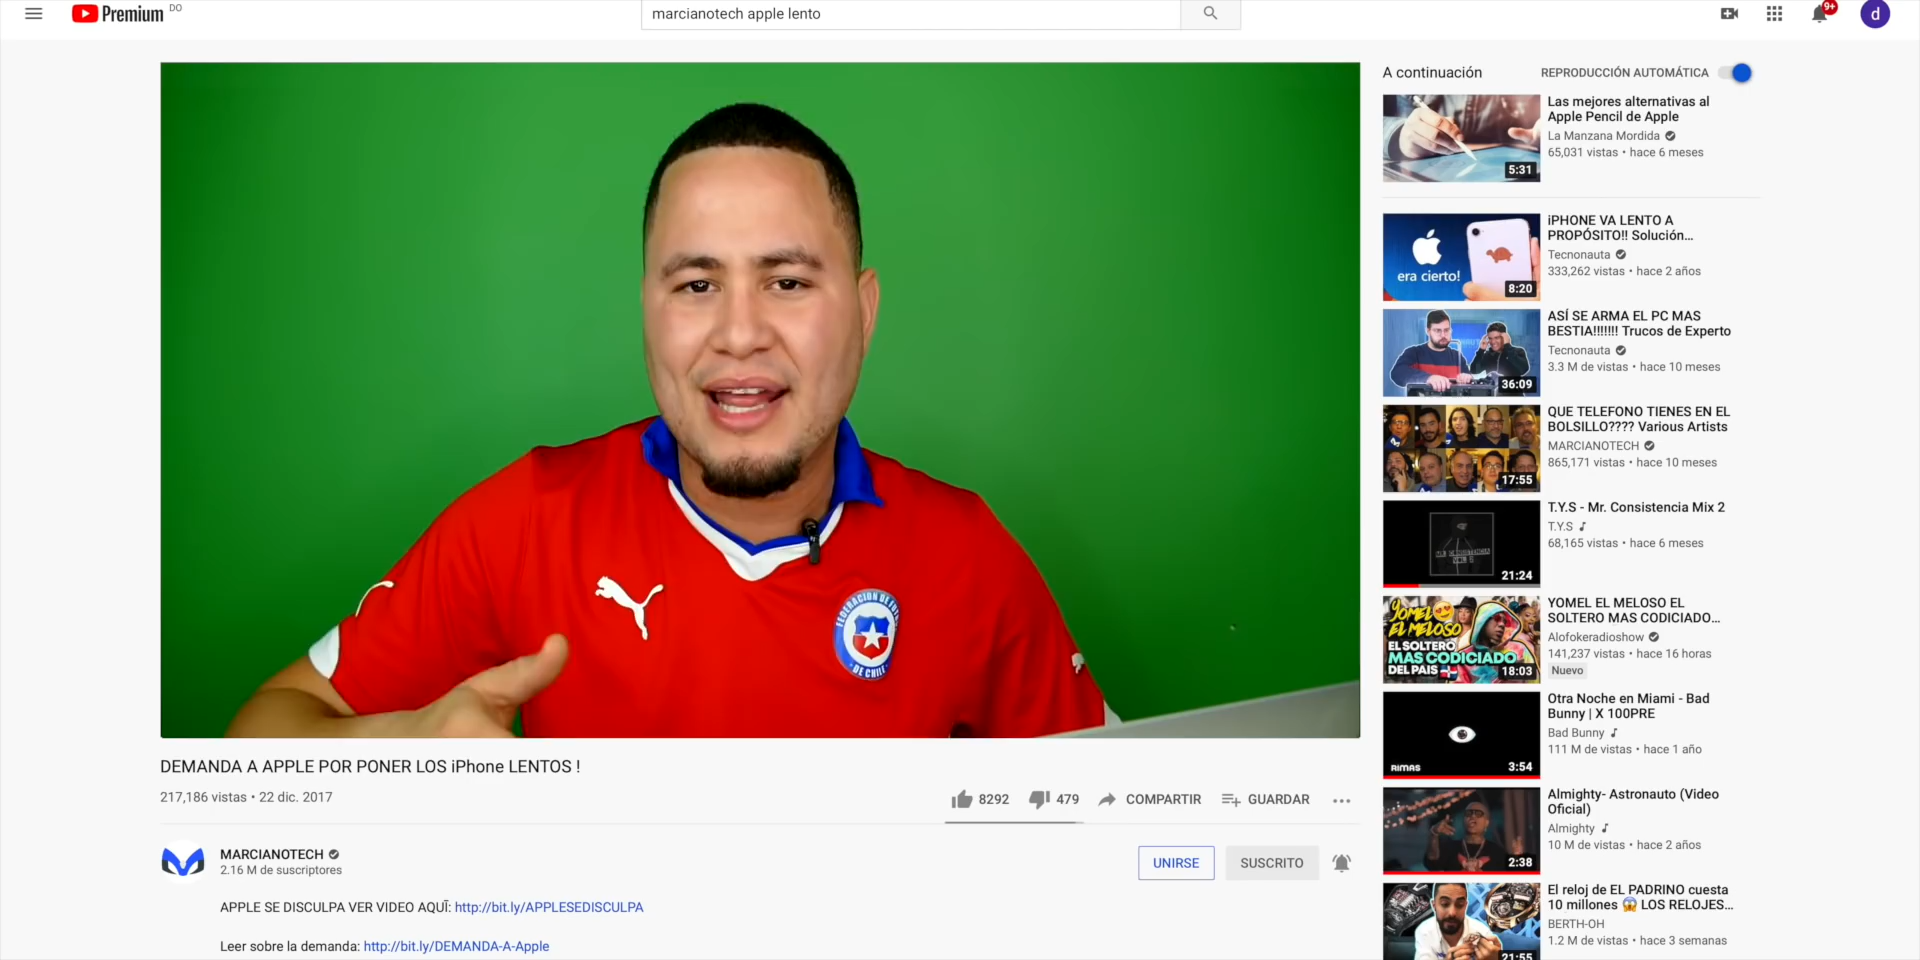 Premium DO
marcianotech apple lento
9+
d
FEDERACION DE FUT
DE CHILE
DEMANDA A APPLE POR PONER LOS iPhone LENTOS !
217,186 vistas • 22 dic. 2017
8292
479
COMPARTIR
GUARDAR
MARCIANOTECH
2.16 M de suscriptores
UNIRSE
SUSCRITO
APPLE SE DISCULPA VER VIDEO AQUĪ: http://bit.ly/APPLESEDISCULPA
Leer sobre la demanda: http://bit.ly/DEMANDA-A-Apple
A continuación
REPRODUCCIÓN AUTOMÁTICA
5:31
Las mejores alternativas al
Apple Pencil de Apple
La Manzana Mordida
65,031 vistas • hace 6 meses
era cierto!
8:20
iPHONE VA LENTO A
PROPÓSITO!! Solución...
Tecnonauta
333,262 vistas • hace 2 años
36:09
ASÍ SE ARMA EL PC MAS
BESTIA!!!!!!! Trucos de Experto
Tecnonauta
3.3 M de vistas • hace 10 meses
17:55
QUE TELEFONO TIENES EN EL
BOLSILLO???? Various Artists
MARCIANOTECH
865,171 vistas • hace 10 meses
21:24
T.Y.S - Mr. Consistencia Mix 2
T.Y.S
68,165 vistas • hace 6 meses
YOMEL
EL MELOSO
EL SOLTERO
MAS CODICIADO
DEL PAIS
18:03
YOMEL EL MELOSO EL
SOLTERO MAS CODICIADO...
Alofokeradioshow
141,237 vistas • hace 16 horas
Nuevo
RIMAS
3:54
Otra Noche en Miami - Bad
Bunny | X 100PRE
Bad Bunny
111 M de vistas • hace 1 año
2:38
Almighty- Astronauto (Video
Oficial)
Almighty
10 M de vistas • hace 2 años
21:55
El reloj de EL PADRINO cuesta
10 millones 😱 LOS RELOJES...
BERTH-OH
1.2 M de vistas • hace 3 semanas